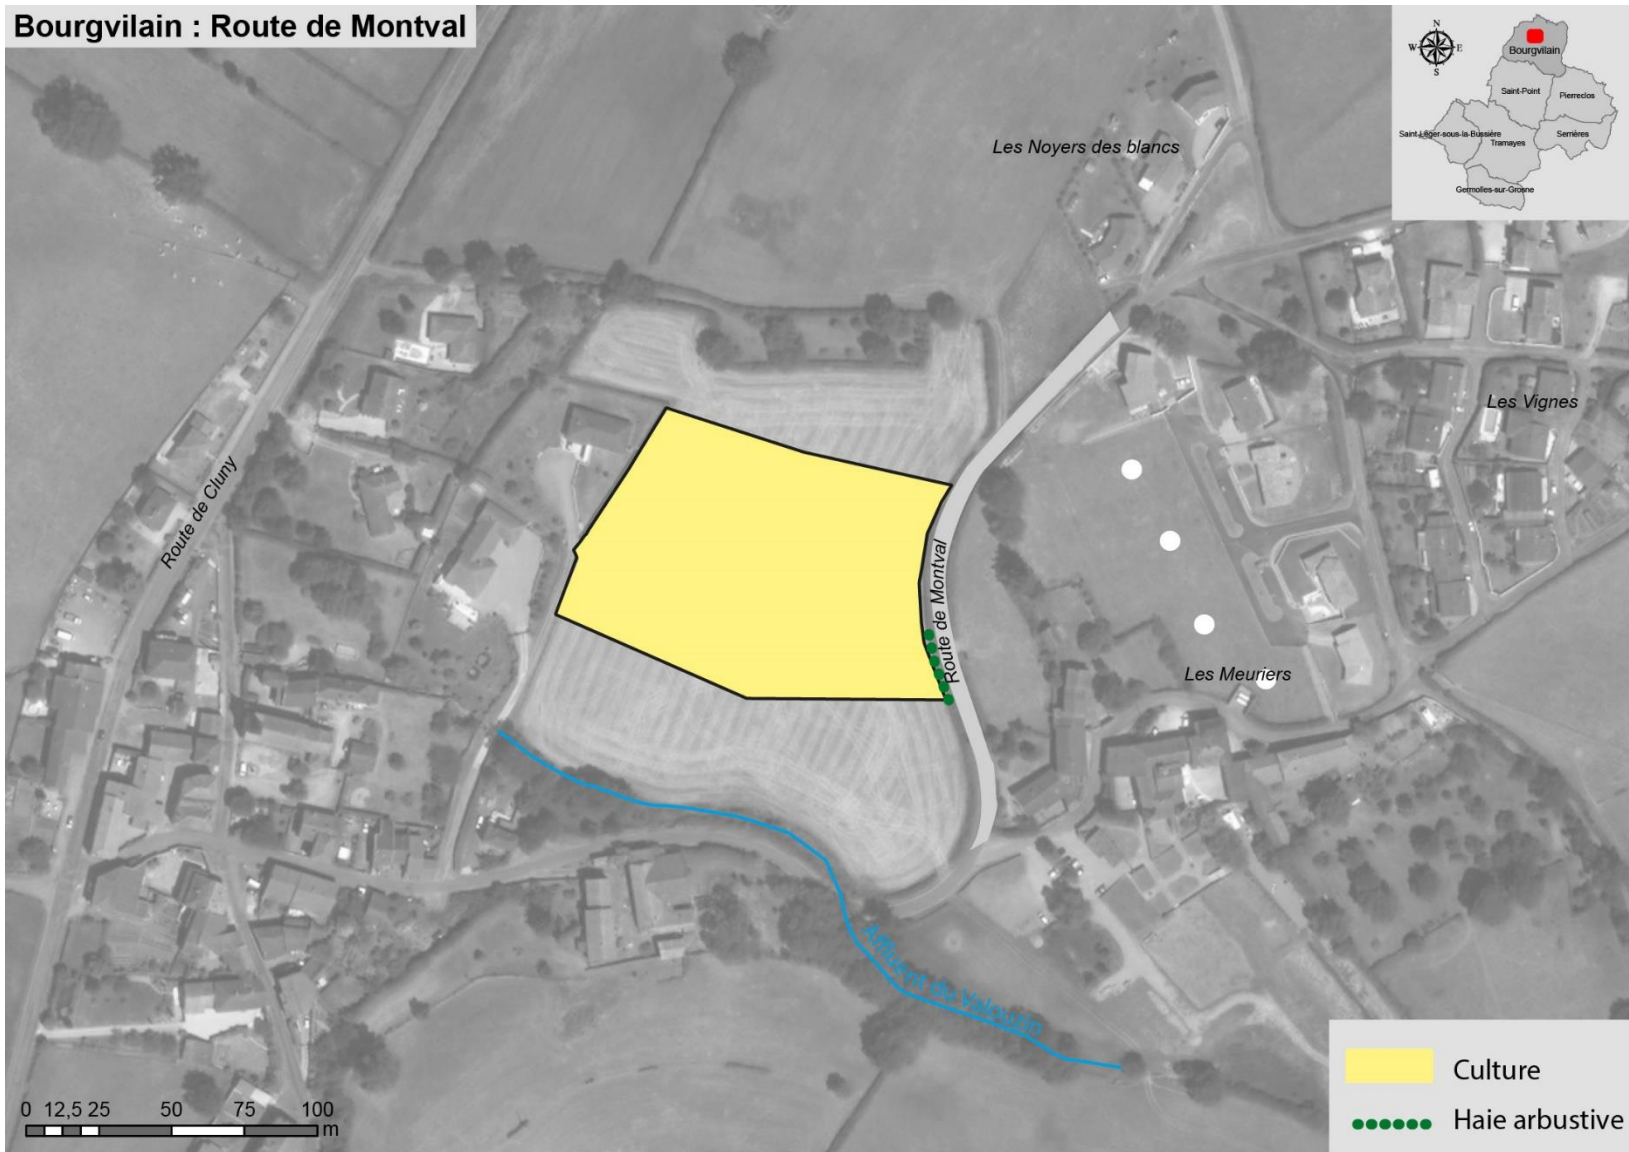 Bourgvilain : Route de Montval
N
W E
S
Bourgvilain
Saint-Point
Pierreclos
Saint-Léger-sous-la-Bussière
Serrières
Tramayes
Germolles-sur-Grosne
Les Noyers des blancs
Les Vignes
Route de Cluny
Route de Montval
Les Meuriers
Affluent du Valouzin
0 12,5 25 50 75 100
m
Culture
Haie arbustive